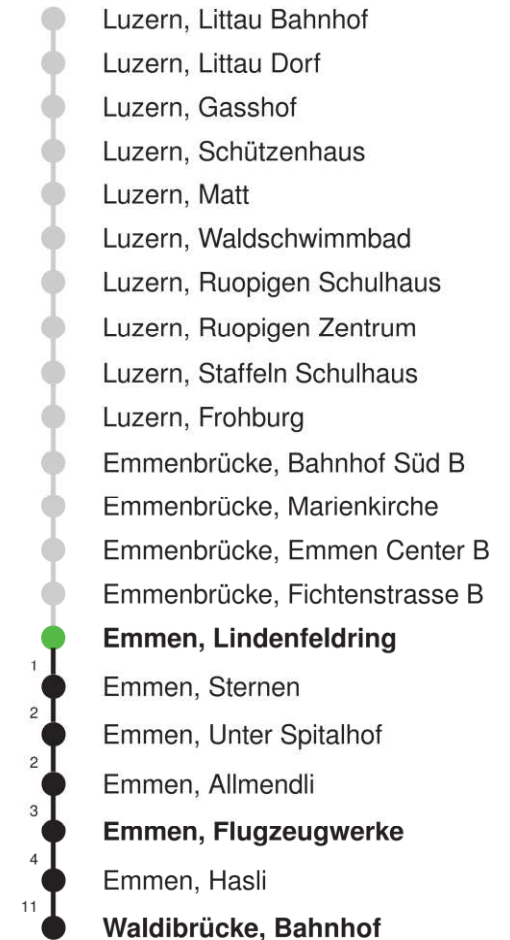 Luzern, Littau Bahnhof
Luzern, Littau Dorf
Luzern, Gasshof
Luzern, Schützenhaus
Luzern, Matt
Luzern, Waldschwimmbad
Luzern, Ruopigen Schulhaus
Luzern, Ruopigen Zentrum
Luzern, Staffeln Schulhaus
Luzern, Frohburg
Emmenbrücke, Bahnhof Süd B
Emmenbrücke, Marienkirche
Emmenbrücke, Emmen Center B
Emmenbrücke, Fichtenstrasse B
Emmen, Lindenfeldring
1 Emmen, Sternen
2 Emmen, Unter Spitalhof
2 Emmen, Allmendli
3 Emmen, Flugzeugwerke
4 Emmen, Hasli
11 Waldibrücke, Bahnhof